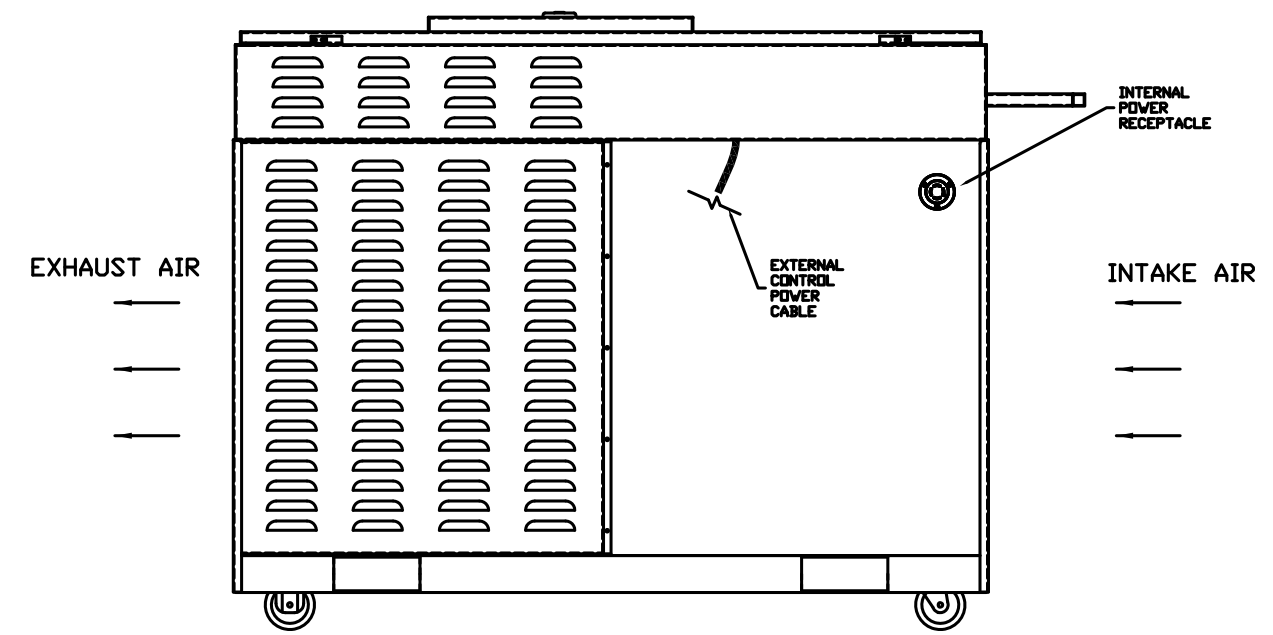 INTERNAL
POWER
RECEPTACLE
EXHAUST AIR
EXTERNAL
CONTROL
POWER
CABLE
INTAKE AIR